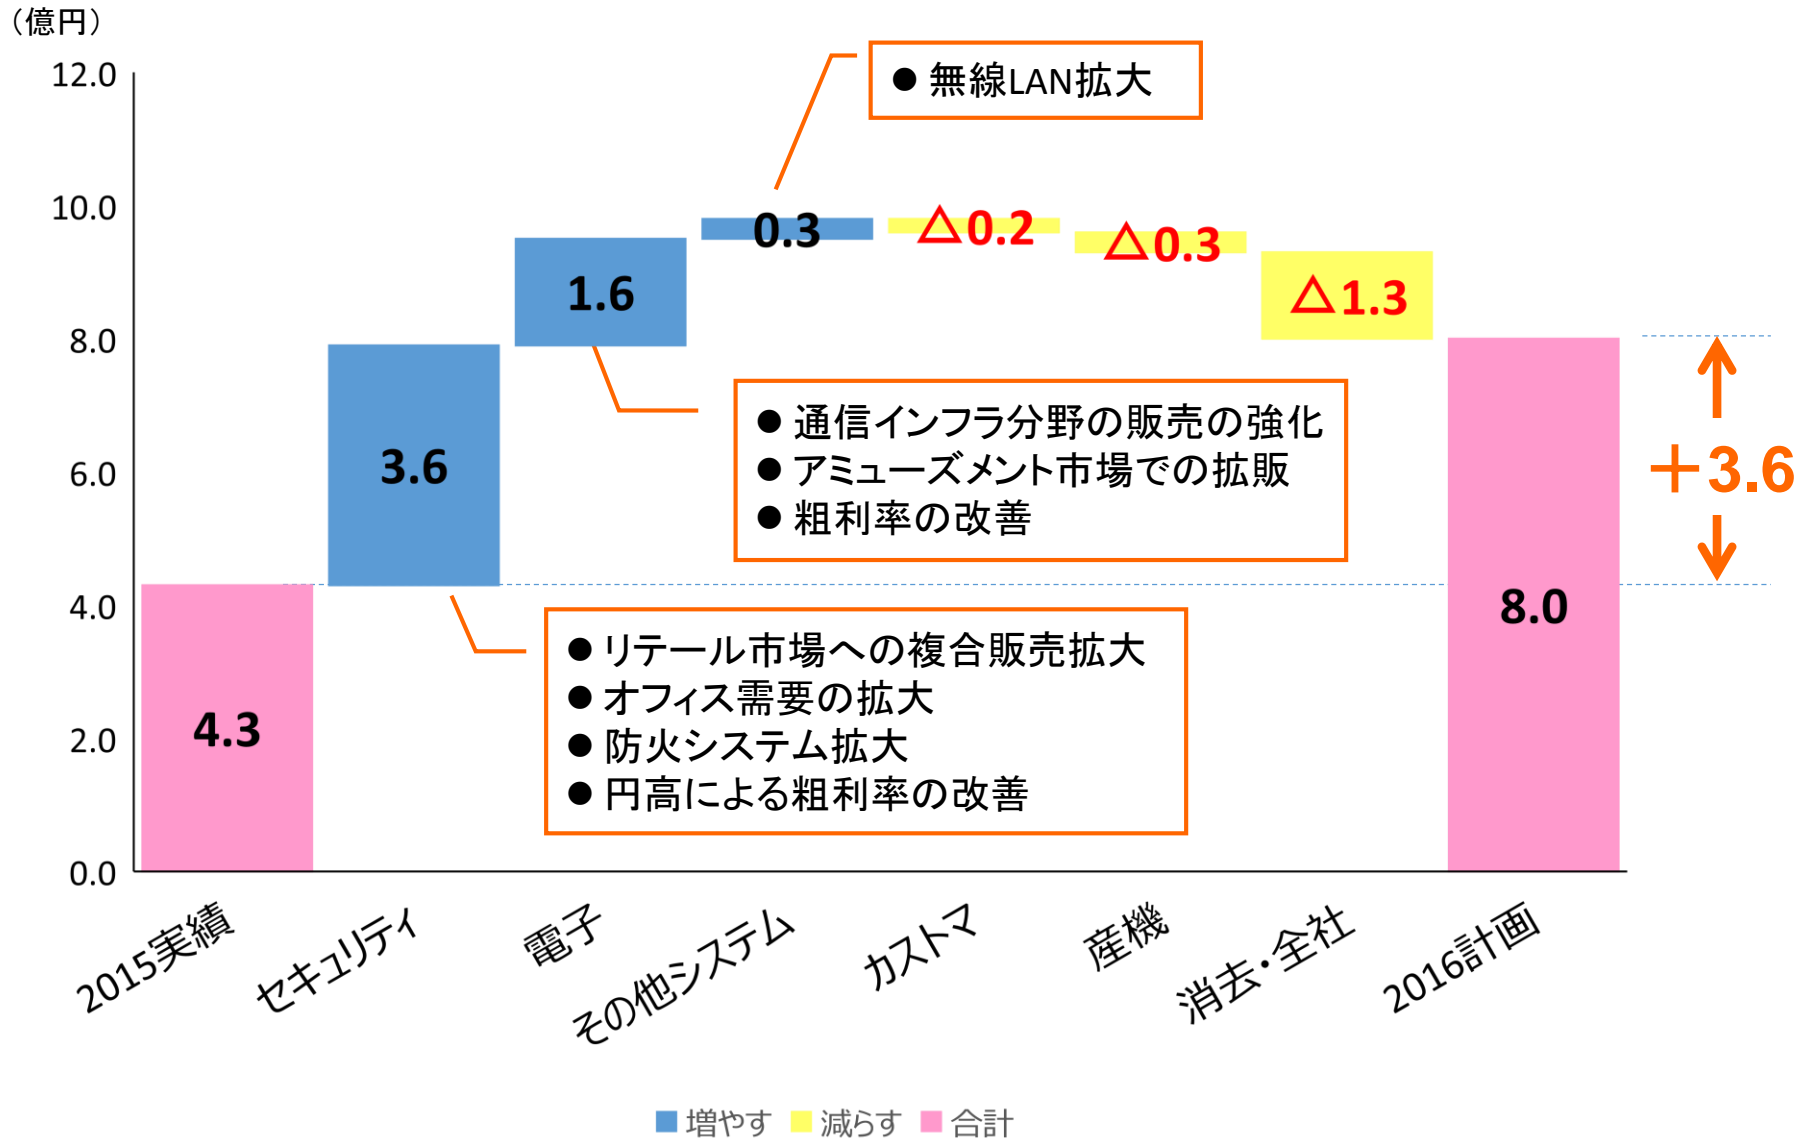 （億円）
12.0
10.0
8.0
6.0
4.0
2.0
0.0
● 無線LAN拡大
0.3
△0.2
△0.3
△1.3
1.6
3.6
4.3
8.0
＋3.6
● 通信インフラ分野の販売の強化
● アミューズメント市場での拡販
● 粗利率の改善
● リテール市場への複合販売拡大
● オフィス需要の拡大
● 防火システム拡大
● 円高による粗利率の改善
2015実績
セキュリティ
電子
その他システム
カストマ
産機
消去・全社
2016計画
増やす 減らす 合計